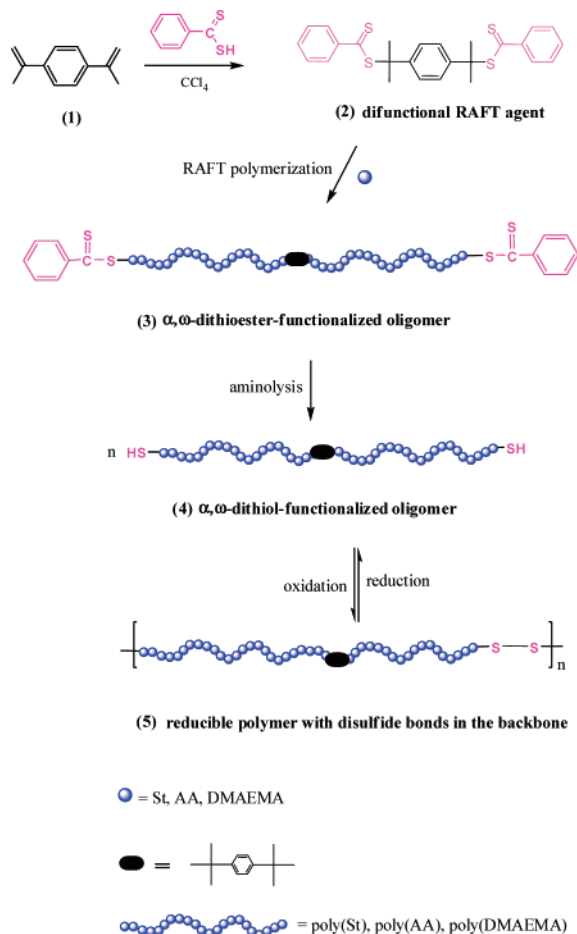 S
SH
CCl4
(1)
S
S
S
S
(2) difunctional RAFT agent
RAFT polymerization
S
C
S
S
S
C
(3) α,ω-dithioester-functionalized oligomer
aminolysis
n HS
SH
(4) α,ω-dithiol-functionalized oligomer
oxidation
reduction
S
S
n
(5) reducible polymer with disulfide bonds in the backbone
= St, AA, DMAEMA
=
= poly(St), poly(AA), poly(DMAEMA)